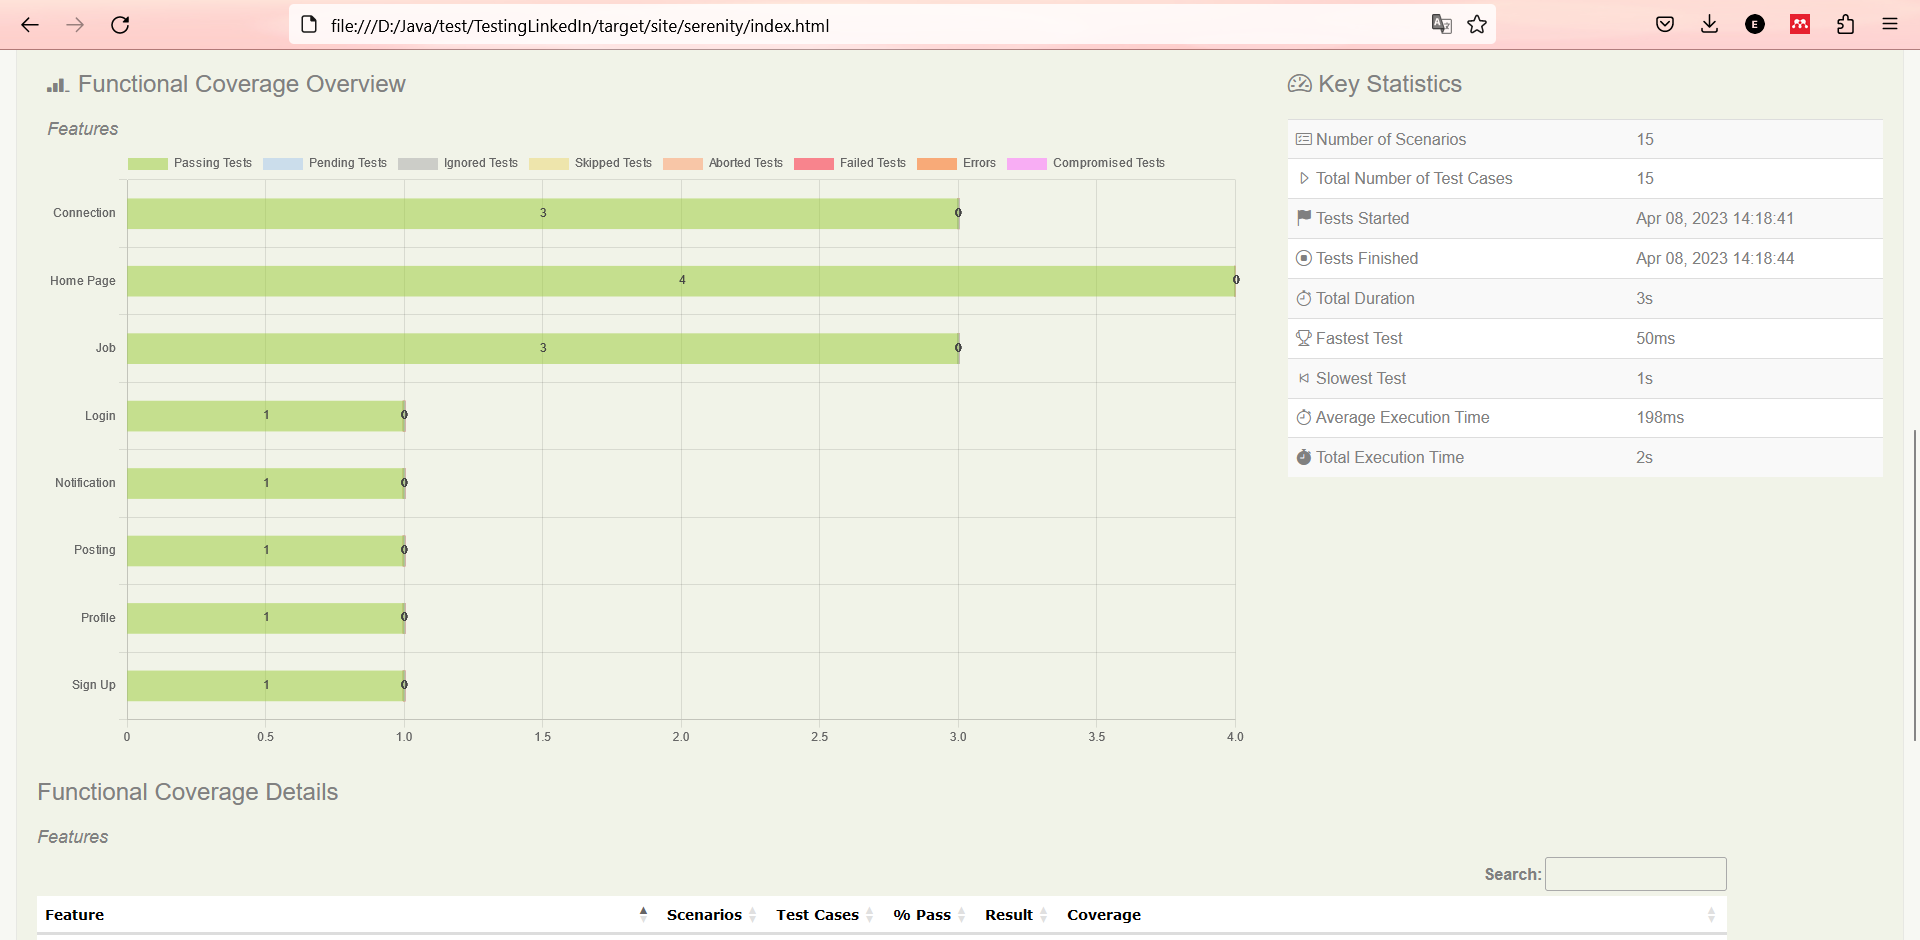 file:///D:/Java/test/TestingLinkedIn/target/site/serenity/index.html
E
Functional Coverage Overview
Features
Passing Tests Pending Tests Ignored Tests Skipped Tests Aborted Tests Failed Tests Errors Compromised Tests
Connection 3 0
Home Page 4 0
Job 3 0
Login 1 0
Notification 1 0
Posting 1 0
Profile 1 0
Sign Up 1 0
0 0.5 1.0 1.5 2.0 2.5 3.0 3.5 4.0
Key Statistics
Number of Scenarios 15
Total Number of Test Cases 15
Tests Started Apr 08, 2023 14:18:41
Tests Finished Apr 08, 2023 14:18:44
Total Duration 3s
Fastest Test 50ms
Slowest Test 1s
Average Execution Time 198ms
Total Execution Time 2s
Functional Coverage Details
Features
Search:
Feature Scenarios Test Cases % Pass Result Coverage